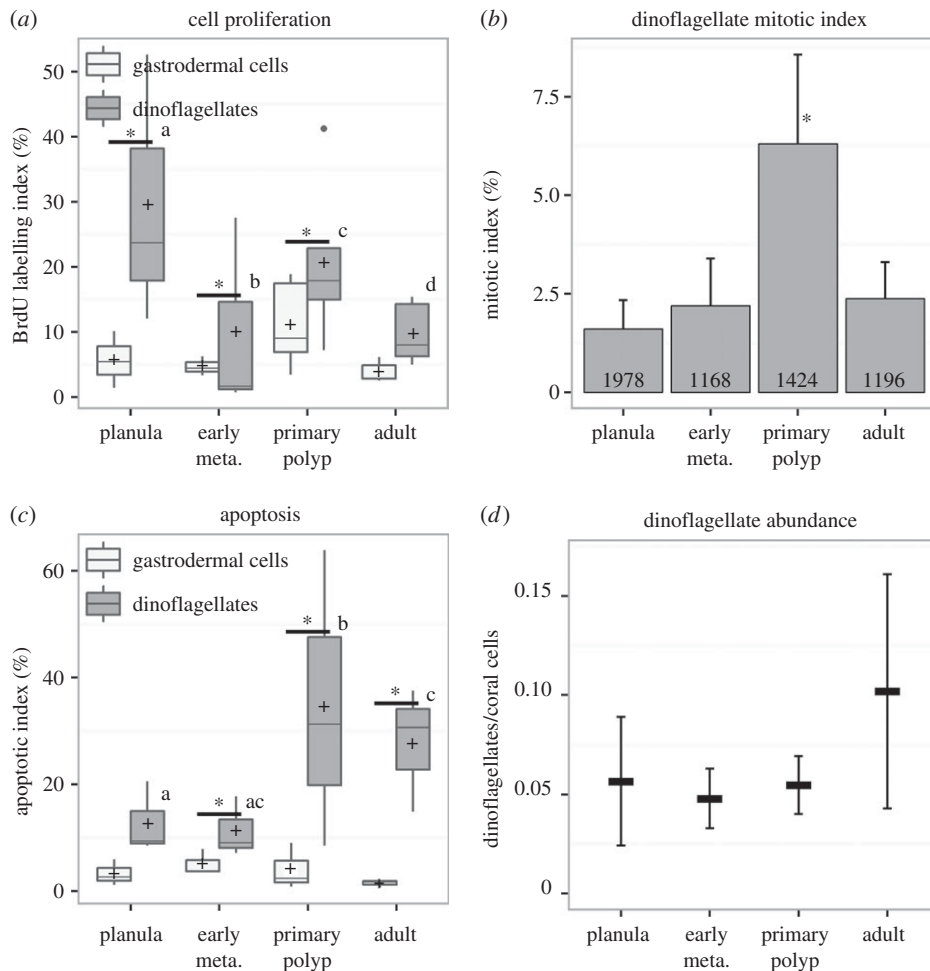 (a) cell proliferation
gastrodermal cells
dinoflagellates
BrdU labelling index (%)
50
40
30
20
10
0
* a
* b
* c
d
planula early meta. primary polyp adult
(b) dinoflagellate mitotic index
mitotic index (%)
7.5
5.0
2.5
0
*
1978 1168 1424 1196
planula early meta. primary polyp adult
(c) apoptosis
gastrodermal cells
dinoflagellates
apoptotic index (%)
60
40
20
0
a
* ac
* b
* c
planula early meta. primary polyp adult
(d) dinoflagellate abundance
dinoflagellates/coral cells
0.15
0.10
0.05
0
planula early meta. primary polyp adult